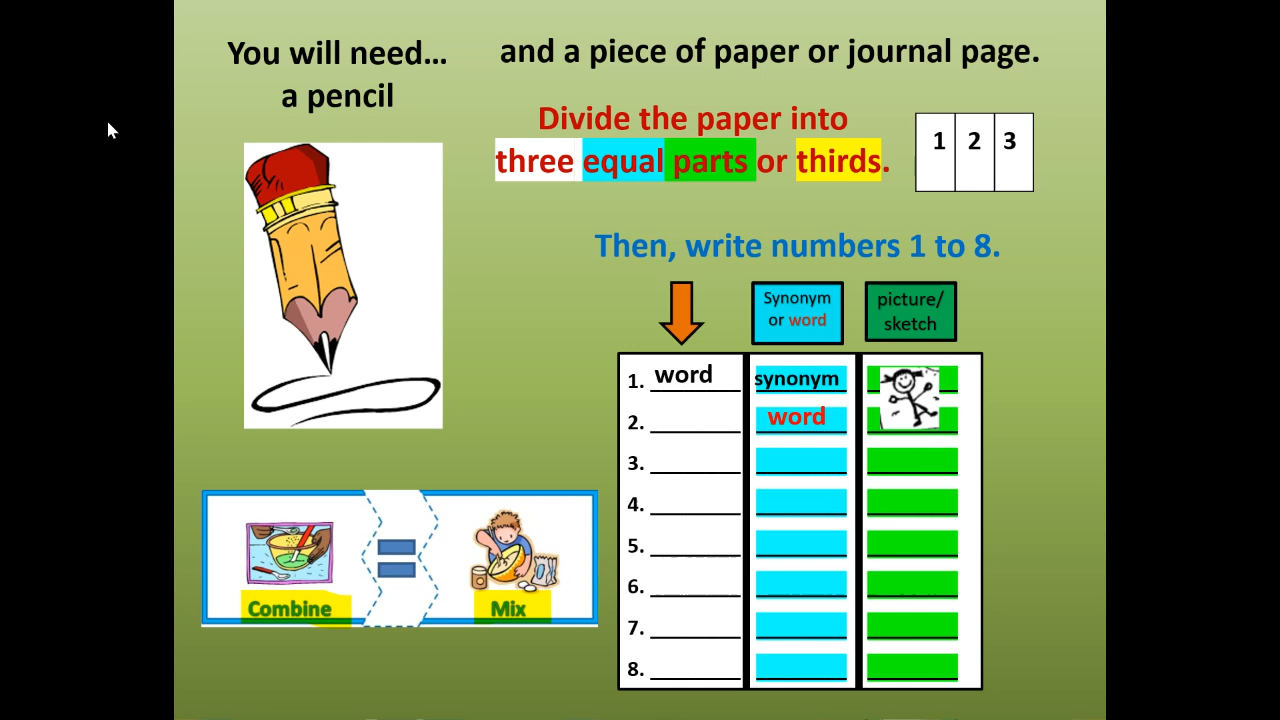 You will need…
a pencil
and a piece of paper or journal page.
Divide the paper into
three equal parts or thirds.
1 2 3
Then, write numbers 1 to 8.
Synonym
or word
picture/
sketch
1. word synonym
2. word
3.
4.
5.
6.
7.
8.
Combine
Mix